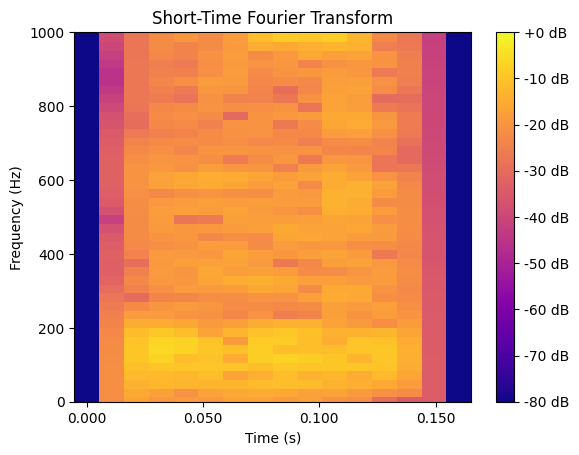 Short-Time Fourier Transform
1000
800
600
400
200
0
Frequency (Hz)
0.000
0.050
0.100
0.150
Time (s)
+0 dB
-10 dB
-20 dB
-30 dB
-40 dB
-50 dB
-60 dB
-70 dB
-80 dB